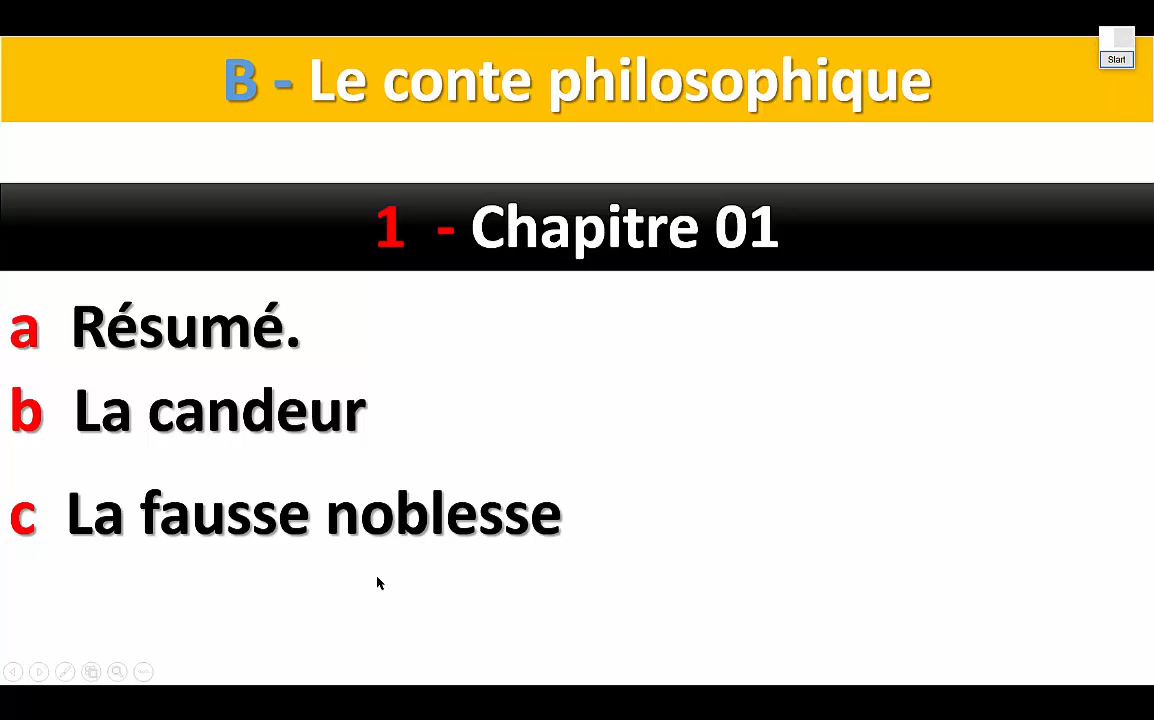 Start
B - Le conte philosophique
1 - Chapitre 01
a Résumé.
b La candeur
c La fausse noblesse